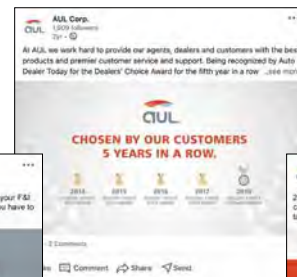 AUL Corp.
1,909 followers
2yr •
At AUL we work hard to provide our agents, dealers and customers with the best
products and premier customer service and support. Being recognized by Auto
Dealer Today for the Dealers' Choice Award for the fifth year in a row ...see more
aul
CHOSEN BY OUR CUSTOMERS
5 YEARS IN A ROW.
2014 2015 2016 2017 2018
your F&I
ou have to
2 Comments
Comment Share Send